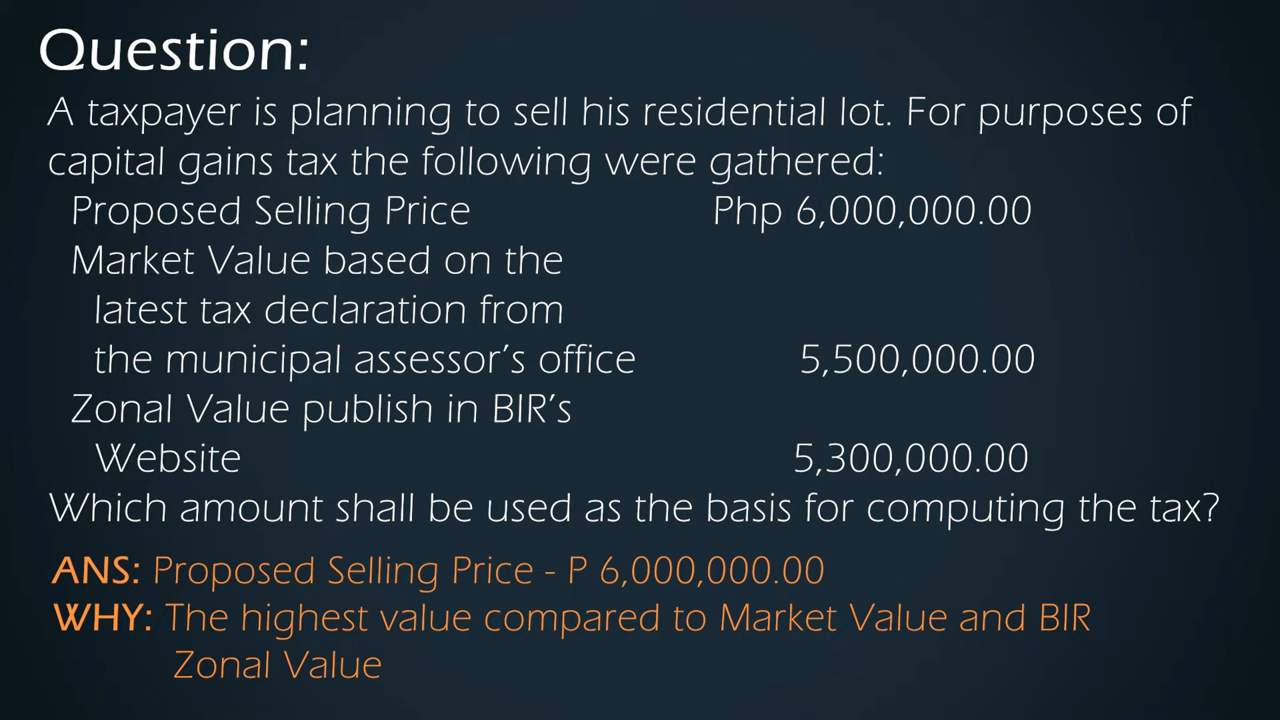 Question:
A taxpayer is planning to sell his residential lot. For purposes of
capital gains tax the following were gathered:
Proposed Selling Price Php 6,000,000.00
Market Value based on the
latest tax declaration from
the municipal assessor's office 5,500,000.00
Zonal Value publish in BIR's
Website 5,300,000.00
Which amount shall be used as the basis for computing the tax?
ANS: Proposed Selling Price - P 6,000,000.00
WHY: The highest value compared to Market Value and BIR
Zonal Value